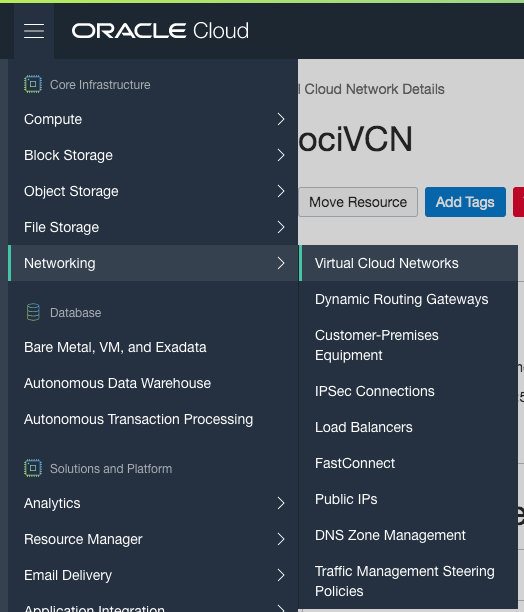 ORACLE Cloud
Core Infrastructure
Compute
Block Storage
Object Storage
File Storage
Networking
Database
Bare Metal, VM, and Exadata
Autonomous Data Warehouse
Autonomous Transaction Processing
Solutions and Platform
Analytics
Resource Manager
Email Delivery
Application Integration
Cloud Network Details
ociVCN
Move Resource
Add Tags
Virtual Cloud Networks
Dynamic Routing Gateways
Customer-Premises
Equipment
IPSec Connections
Load Balancers
FastConnect
Public IPs
DNS Zone Management
Traffic Management Steering
Policies